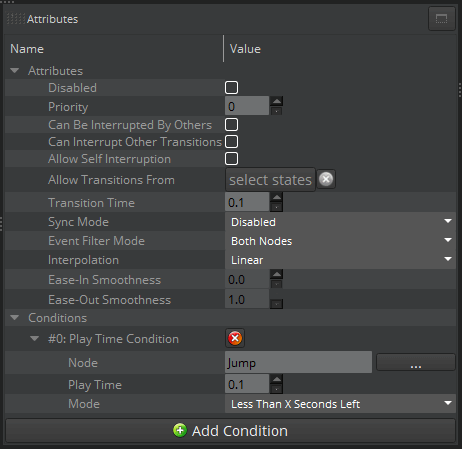 Attributes
Name Value
Attributes
Disabled
Priority 0
Can Be Interrupted By Others
Can Interrupt Other Transitions
Allow Self Interruption
Allow Transitions From select states
Transition Time 0.1
Sync Mode Disabled
Event Filter Mode Both Nodes
Interpolation Linear
Ease-In Smoothness 0.0
Ease-Out Smoothness 1.0
Conditions
#0: Play Time Condition
Node Jump ...
Play Time 0.1
Mode Less Than X Seconds Left
Add Condition